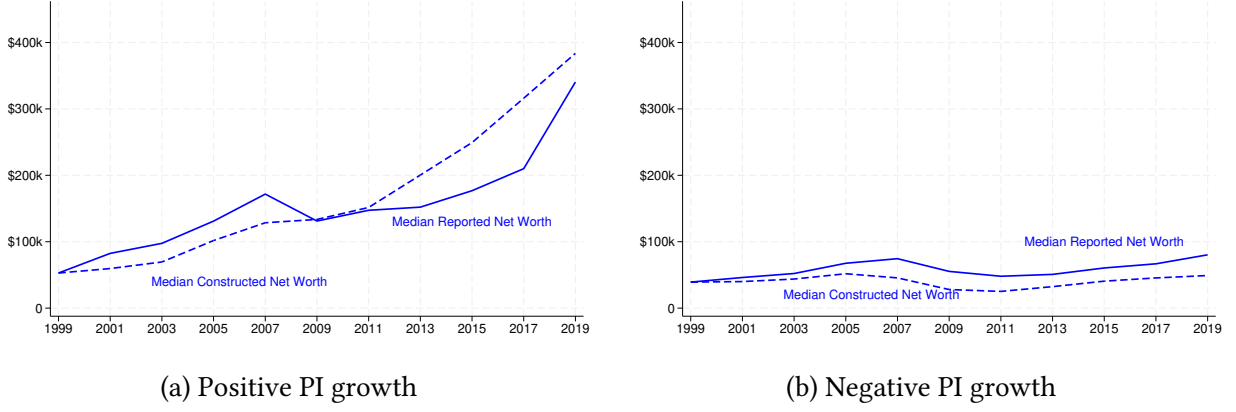 $400k
$300k
$200k
$100k
0
Median Reported Net Worth
Median Constructed Net Worth
1999 2001 2003 2005 2007 2009 2011 2013 2015 2017 2019
(a) Positive PI growth
$400k
$300k
$200k
$100k
0
Median Reported Net Worth
Median Constructed Net Worth
1999 2001 2003 2005 2007 2009 2011 2013 2015 2017 2019
(b) Negative PI growth